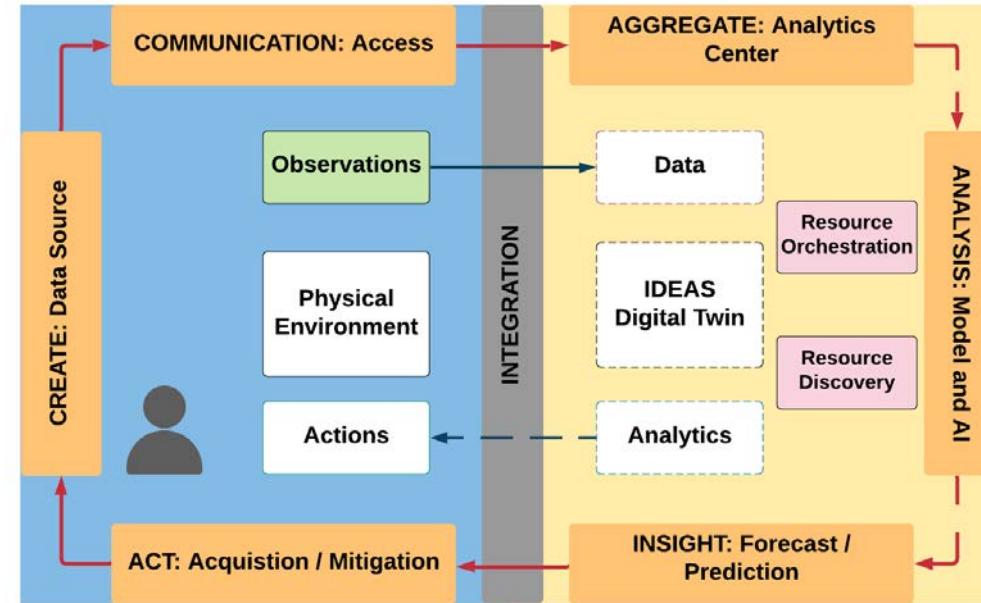 COMMUNICATION: Access
AGGREGATE: Analytics
Center
CREATE: Data Source
Observations
Data
Resource
Orchestration
ANALYSIS: Model and AI
INTEGRATION
Physical
Environment
IDEAS
Digital Twin
Resource
Discovery
Actions
Analytics
ACT: Acquistion / Mitigation
INSIGHT: Forecast /
Prediction